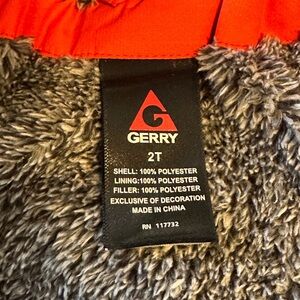 GERRY
2T
SHELL: 100% POLYESTER
LINING:100% POLYESTER
FILLER: 100% POLYESTER
EXCLUSIVE OF DECORATION
MADE IN CHINA
RN 117732